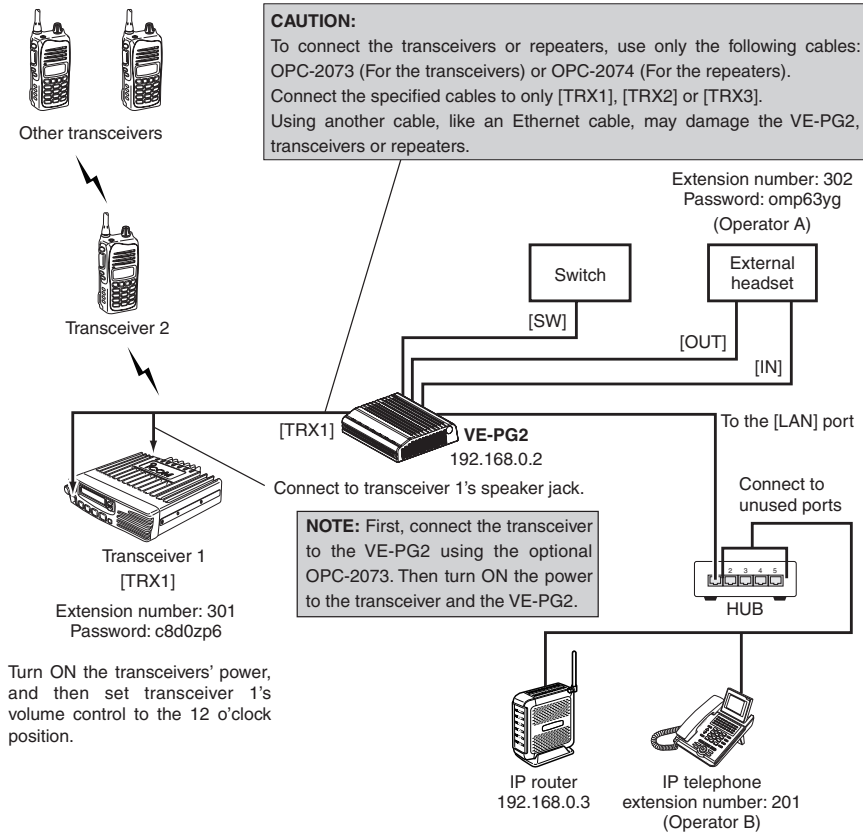 CAUTION:
To connect the transceivers or repeaters, use only the following cables:
OPC-2073 (For the transceivers) or OPC-2074 (For the repeaters).
Connect the specified cables to only [TRX1], [TRX2] or [TRX3].
Using another cable, like an Ethernet cable, may damage the VE-PG2,
transceivers or repeaters.
Other transceivers
Extension number: 302
Password: omp63yg
(Operator A)
Switch
External
headset
Transceiver 2
[SW]
[OUT]
[IN]
[TRX1]
VE-PG2
192.168.0.2
To the [LAN] port
Connect to transceiver 1's speaker jack.
Connect to
unused ports
NOTE: First, connect the transceiver
to the VE-PG2 using the optional
OPC-2073. Then turn ON the power
to the transceiver and the VE-PG2.
Transceiver 1
[TRX1]
Extension number: 301
Password: c8d0zp6
2 3 4 5
HUB
Turn ON the transceivers' power,
and then set transceiver 1's
volume control to the 12 o'clock
position.
IP router
192.168.0.3
IP telephone
extension number: 201
(Operator B)